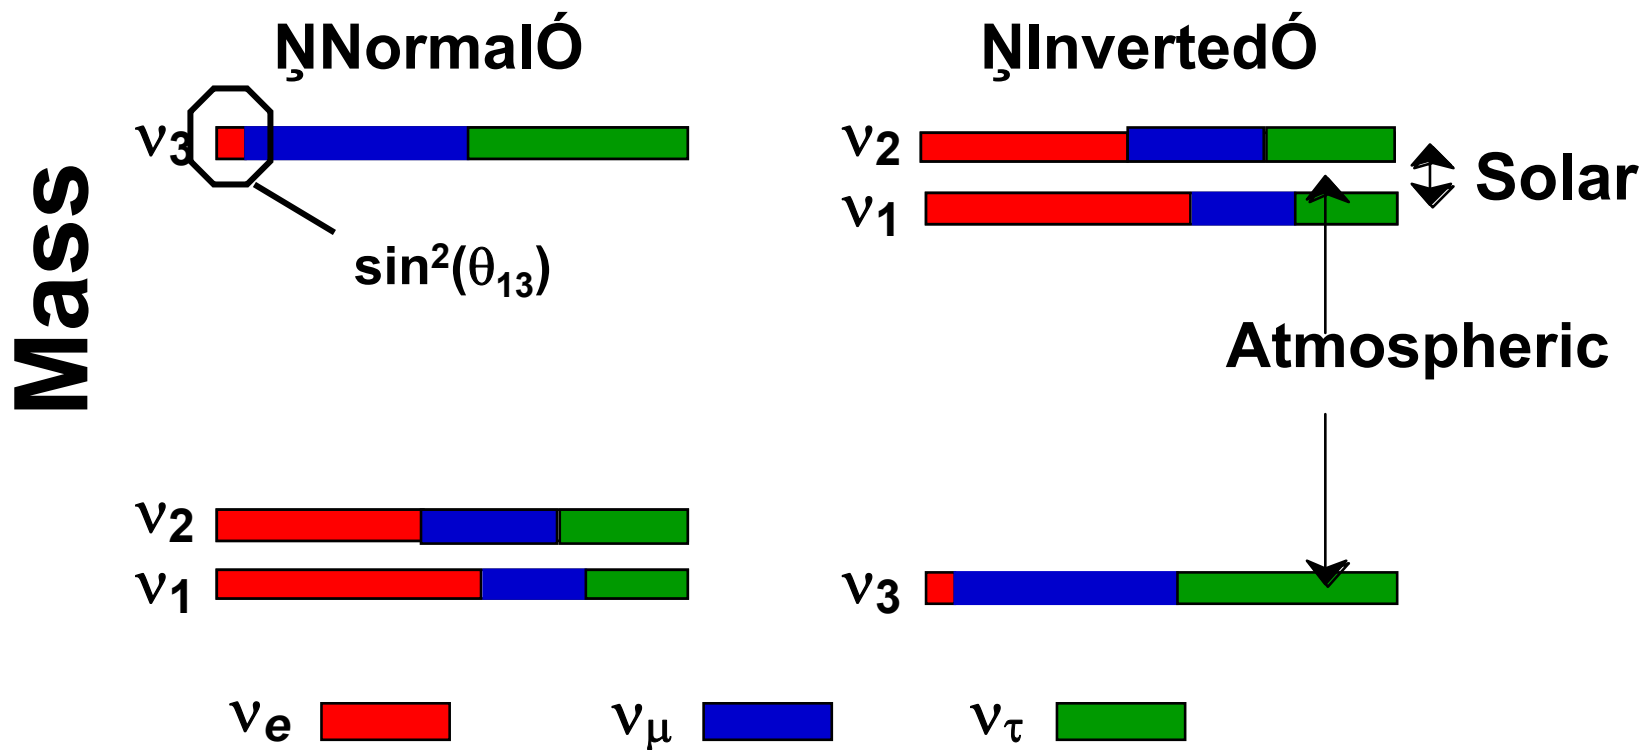 ŅNormalÓ
ŅInvertedÓ
Mass
ν3
sin²(θ₁₃)
ν2
ν1
ν2
ν1
Solar
Atmospheric
ν3
νe
νμ
ντ